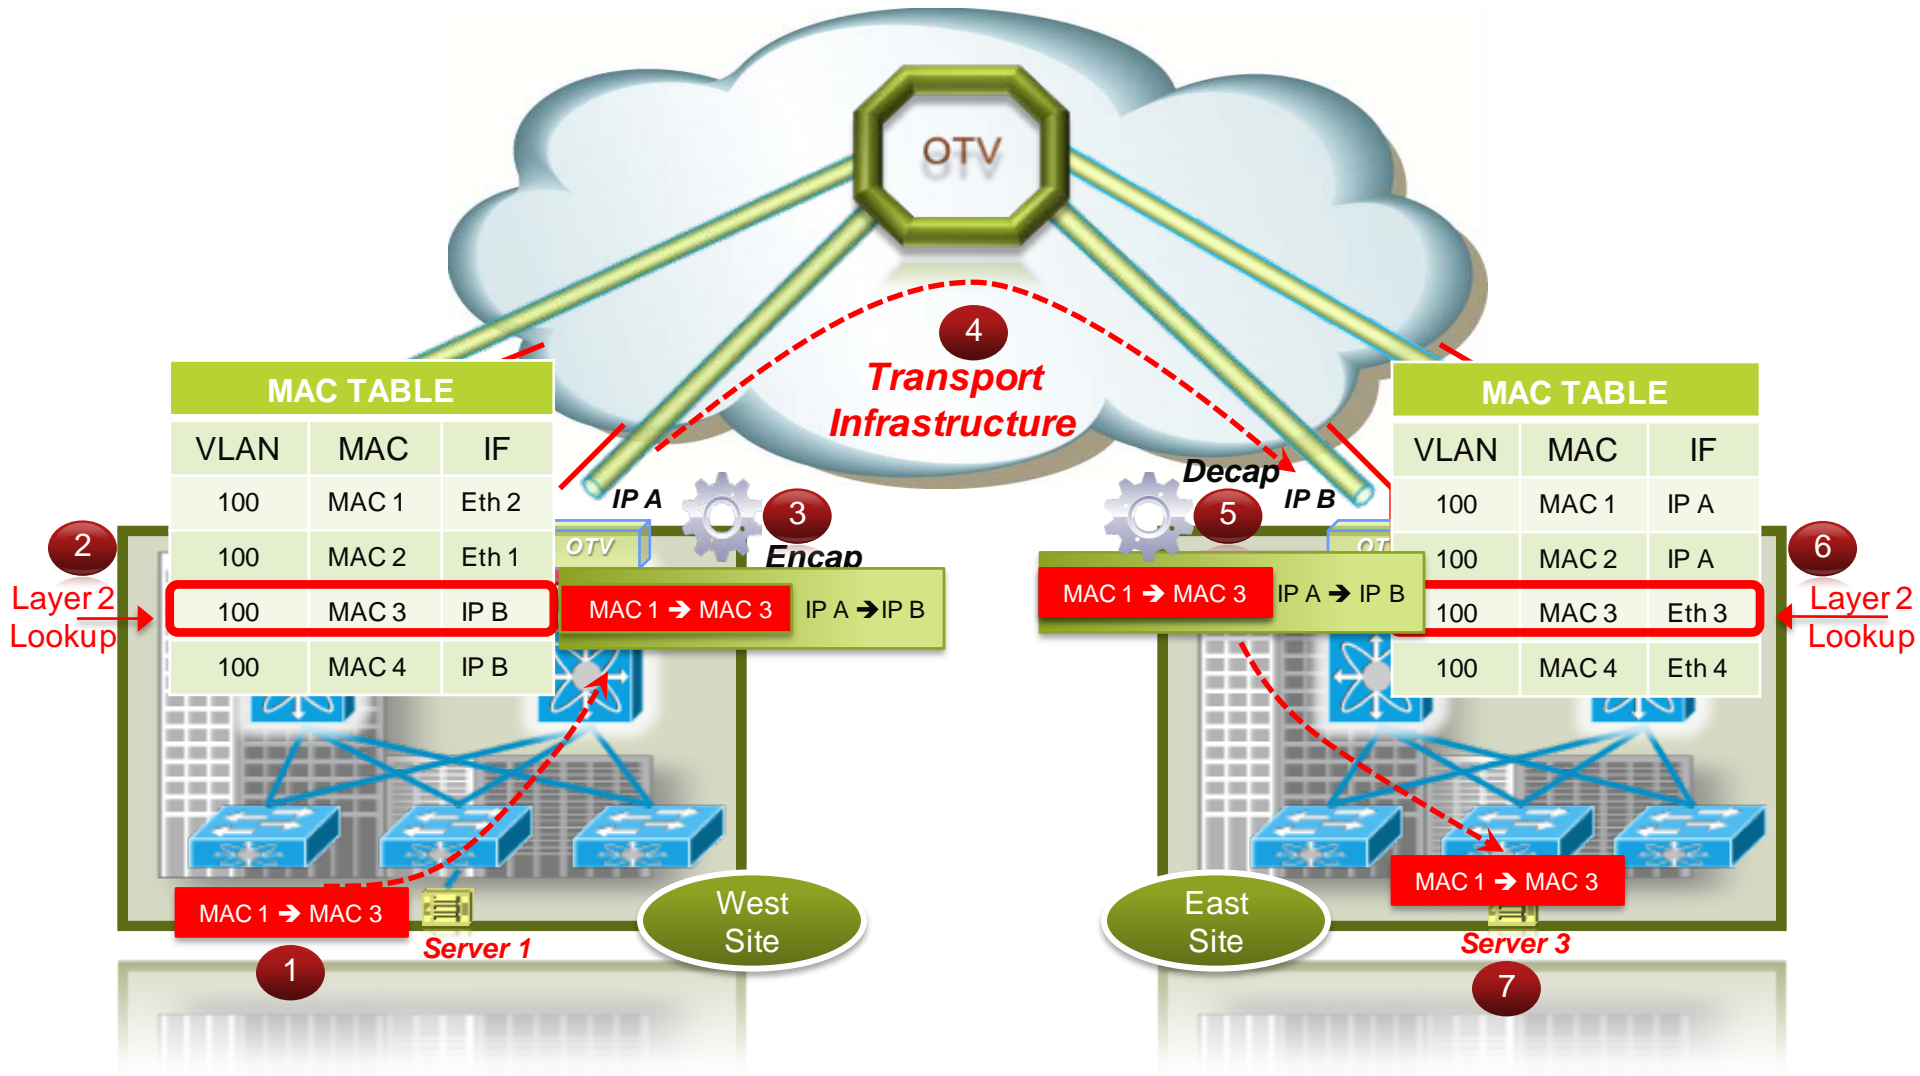 OTV
4
Transport
Infrastructure
MAC TABLE
VLAN MAC IF
100 MAC 1 Eth 2
100 MAC 2 Eth 1
100 MAC 3 IP B
100 MAC 4 IP B
2
Layer 2
Lookup
IP A
OTV
3
Encap
MAC 1 ➔ MAC 3 IP A ➔ IP B
MAC 1 ➔ MAC 3
Server 1
1
West
Site
Decap
5
IP B
OT
MAC 1 ➔ MAC 3 IP A ➔ IP B
MAC TABLE
VLAN MAC IF
100 MAC 1 IP A
100 MAC 2 IP A
100 MAC 3 Eth 3
100 MAC 4 Eth 4
6
Layer 2
Lookup
MAC 1 ➔ MAC 3
East
Site
Server 3
7